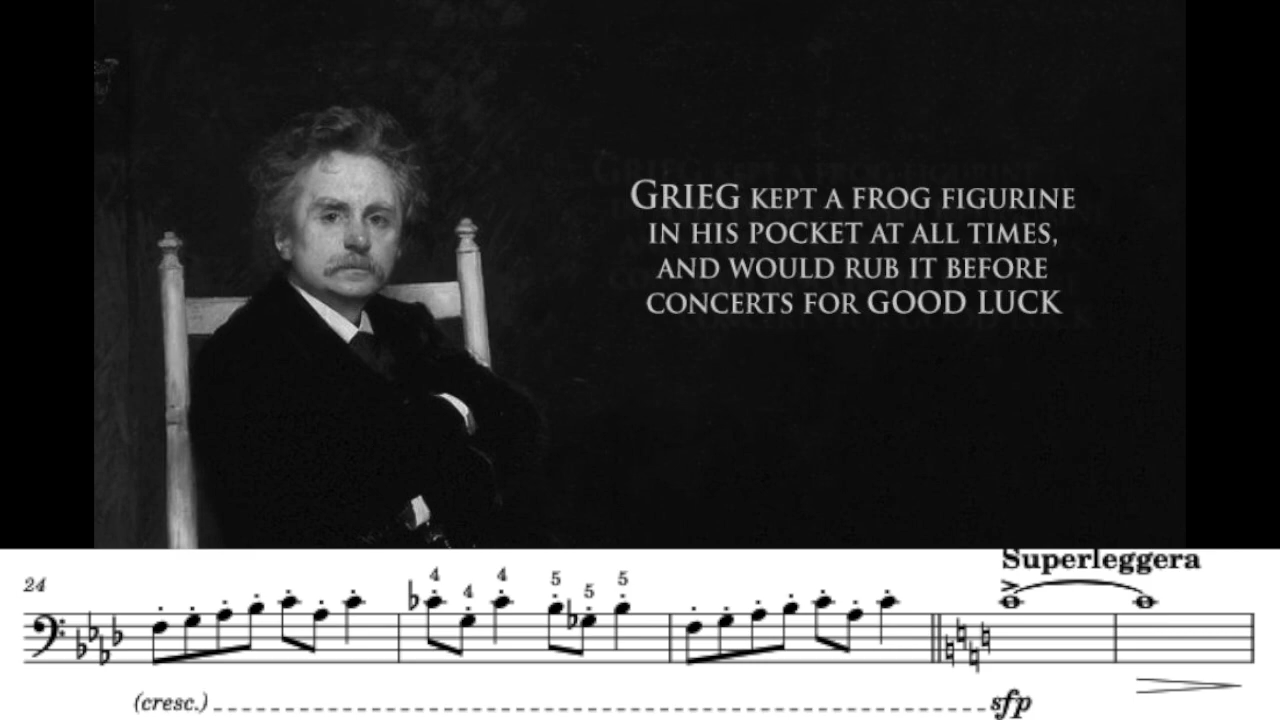 GRIEG KEPT A FROG FIGURINE
IN HIS POCKET AT ALL TIMES,
AND WOULD RUB IT BEFORE
CONCERTS FOR GOOD LUCK
Superleggera
24
4 4 4 5 5 5
(cresc.)
sfp